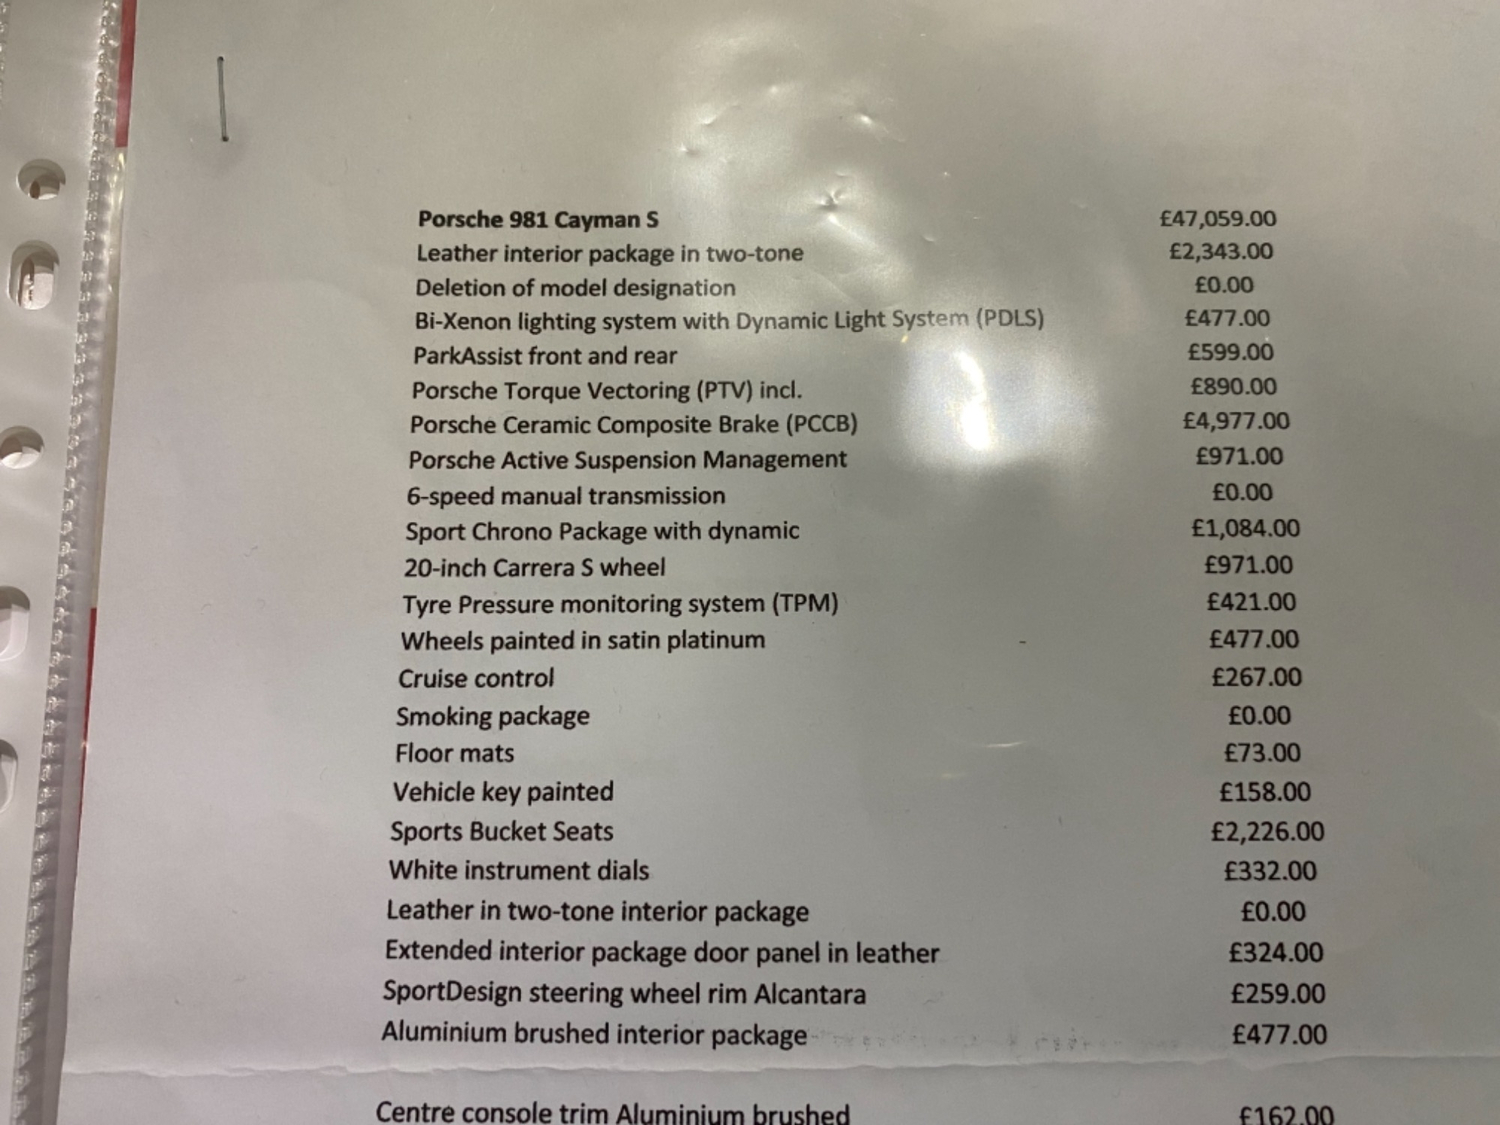 Porsche 981 Cayman S £47,059.00
Leather interior package in two-tone £2,343.00
Deletion of model designation £0.00
Bi-Xenon lighting system with Dynamic Light System (PDLS) £477.00
ParkAssist front and rear £599.00
Porsche Torque Vectoring (PTV) incl. £890.00
Porsche Ceramic Composite Brake (PCCB) £4,977.00
Porsche Active Suspension Management £971.00
6-speed manual transmission £0.00
Sport Chrono Package with dynamic £1,084.00
20-inch Carrera S wheel £971.00
Tyre Pressure monitoring system (TPM) £421.00
Wheels painted in satin platinum £477.00
Cruise control £267.00
Smoking package £0.00
Floor mats £73.00
Vehicle key painted £158.00
Sports Bucket Seats £2,226.00
White instrument dials £332.00
Leather in two-tone interior package £0.00
Extended interior package door panel in leather £324.00
SportDesign steering wheel rim Alcantara £259.00
Aluminium brushed interior package £477.00
Centre console trim Aluminium brushed £162.00